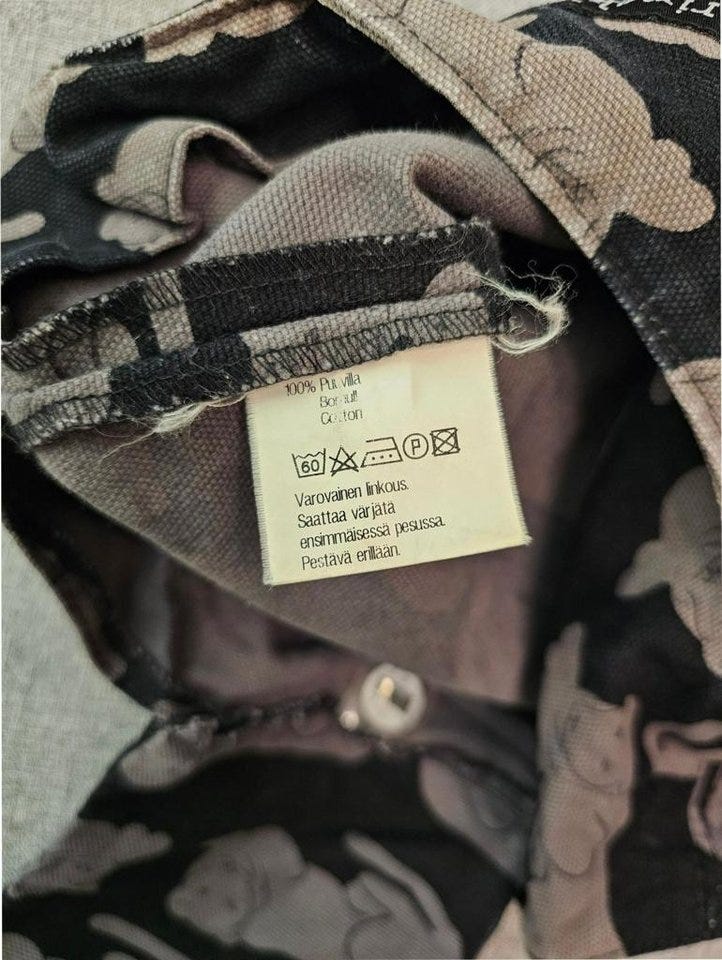 100% Puuvilla
Bomull
Cotton
60 P
Varovainen linkous.
Saattaa värjätä
ensimmäisessä pesussa.
Pestävä erillään.